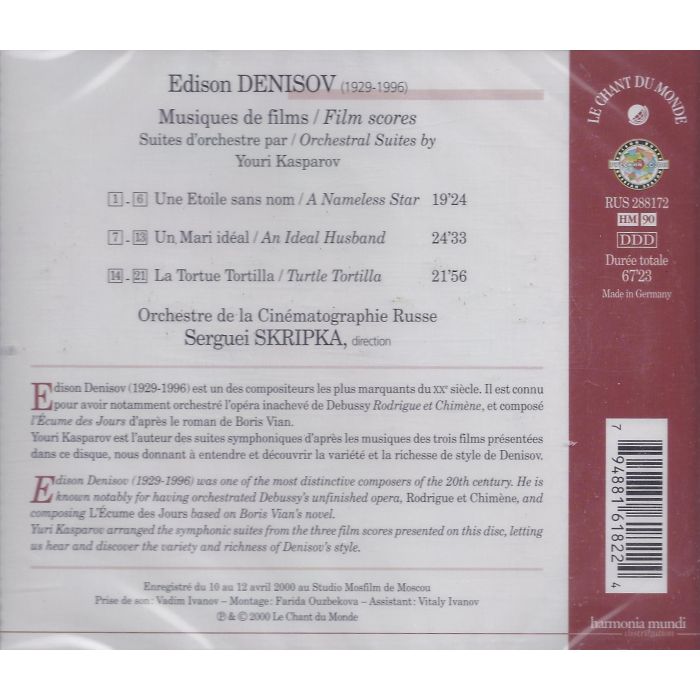 Edison DENISOV (1929-1996)
Musiques de films / Film scores
Suites d'orchestre par / Orchestral Suites by
Youri Kasparov
1 - 6 Une Etoile sans nom / A Nameless Star 19'24
7 - 13 Un Mari idéal / An Ideal Husband 24'33
14 - 21 La Tortue Tortilla / Turtle Tortilla 21'56
Orchestre de la Cinématographie Russe
Serguei SKRIPKA, direction
Edison Denisov (1929-1996) est un des compositeurs les plus marquants du XXe siècle. Il est connu
pour avoir notamment orchestré l'opéra inachevé de Debussy Rodrigue et Chimène, et composé
l'Écume des Jours d'après le roman de Boris Vian.
Youri Kasparov est l'auteur des suites symphoniques d'après les musiques des trois films présentées
dans ce disque, nous donnant à entendre et découvrir la variété et la richesse de style de Denisov.
Edison Denisov (1929-1996) was one of the most distinctive composers of the 20th century. He is
known notably for having orchestrated Debussy's unfinished opera, Rodrigue et Chimène, and
composing L'Écume des Jours based on Boris Vian's novel.
Yuri Kasparov arranged the symphonic suites from the three film scores presented on this disc, letting
us hear and discover the variety and richness of Denisov's style.
Enregistré du 10 au 12 avril 2000 au Studio Mosfilm de Moscou
Prise de son : Vadim Ivanov – Montage : Farida Ouzbekova – Assistant : Vitaly Ivanov
℗ & © 2000 Le Chant du Monde
LE CHANT DU MONDE
RUS 288172
HM 90
DDD
Durée totale
67'23
Made in Germany
7 94881 61822 4
harmonia mundi
distribution